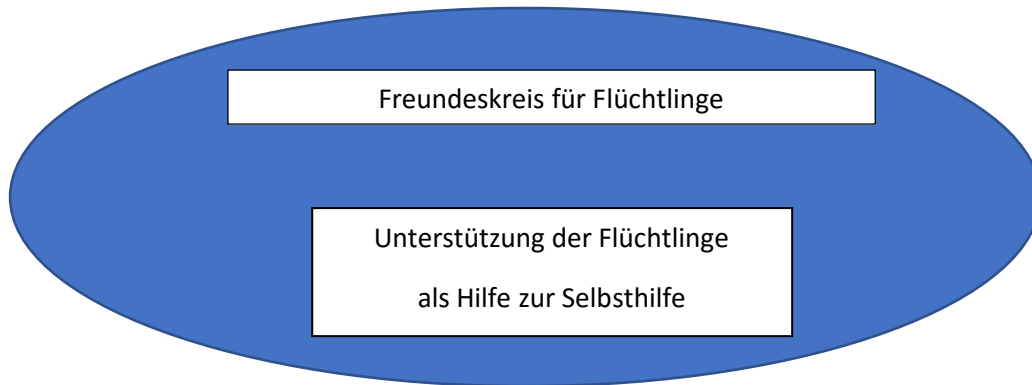 Freundeskreis für Flüchtlinge
Unterstützung der Flüchtlinge
als Hilfe zur Selbsthilfe